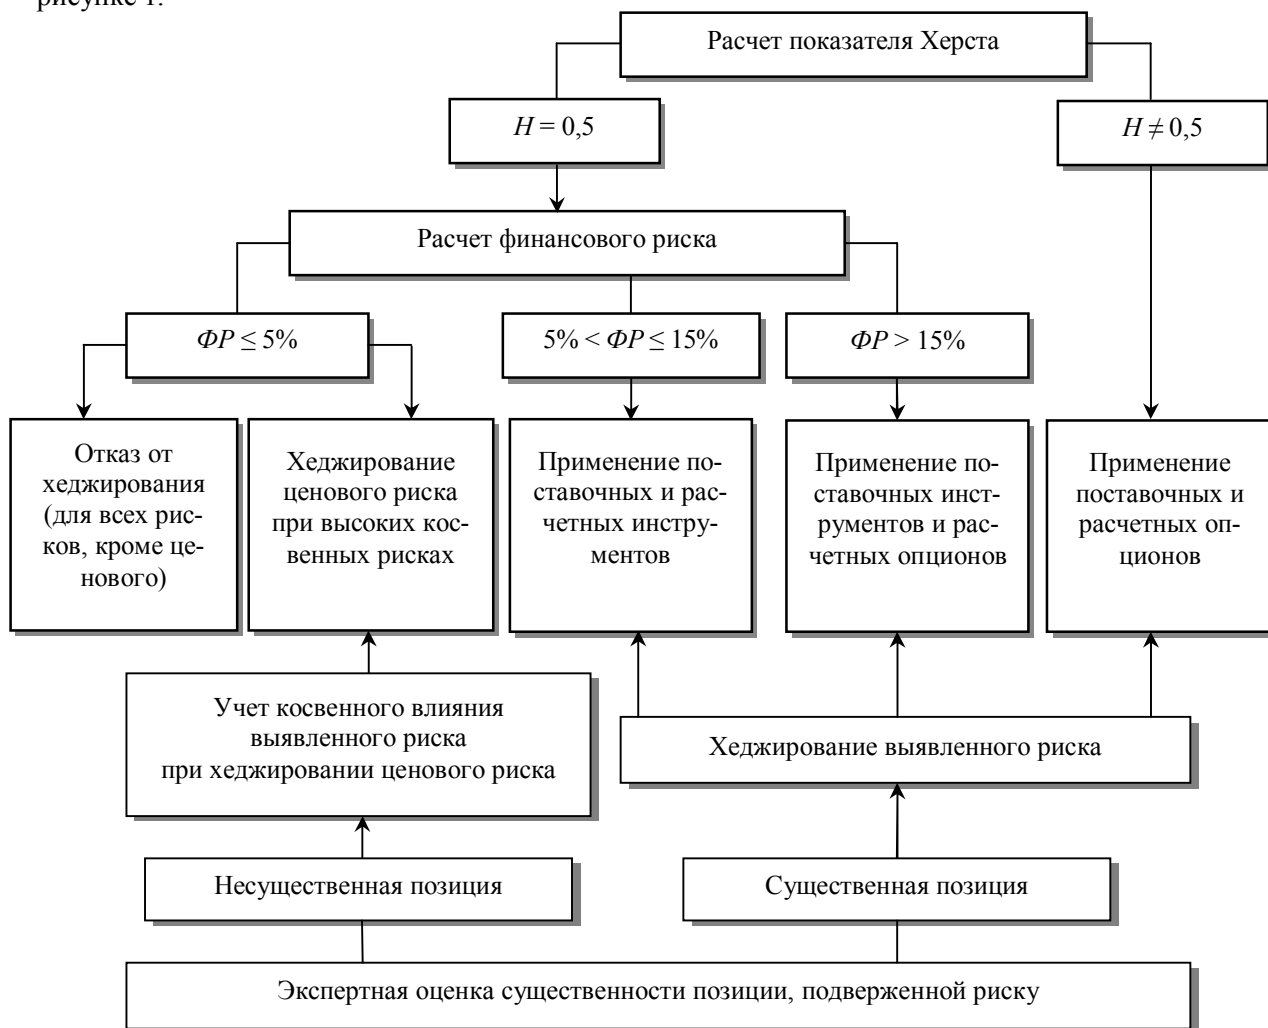 рисунке 1.
Расчет показателя Херста
H = 0,5
H ≠ 0,5
Расчет финансового риска
ФР ≤ 5%
5% < ФР ≤ 15%
ФР > 15%
Отказ от
хеджирования
(для всех рис-
ков, кроме це-
нового)
Хеджирование
ценового риска
при высоких кос-
венных рисках
Применение по-
ставочных и рас-
четных инстру-
ментов
Применение по-
ставочных инст-
рументов и рас-
четных опционов
Применение
поставочных и
расчетных оп-
ционов
Учет косвенного влияния
выявленного риска
при хеджировании ценового риска
Хеджирование выявленного риска
Несущественная позиция
Существенная позиция
Экспертная оценка существенности позиции, подверженной риску